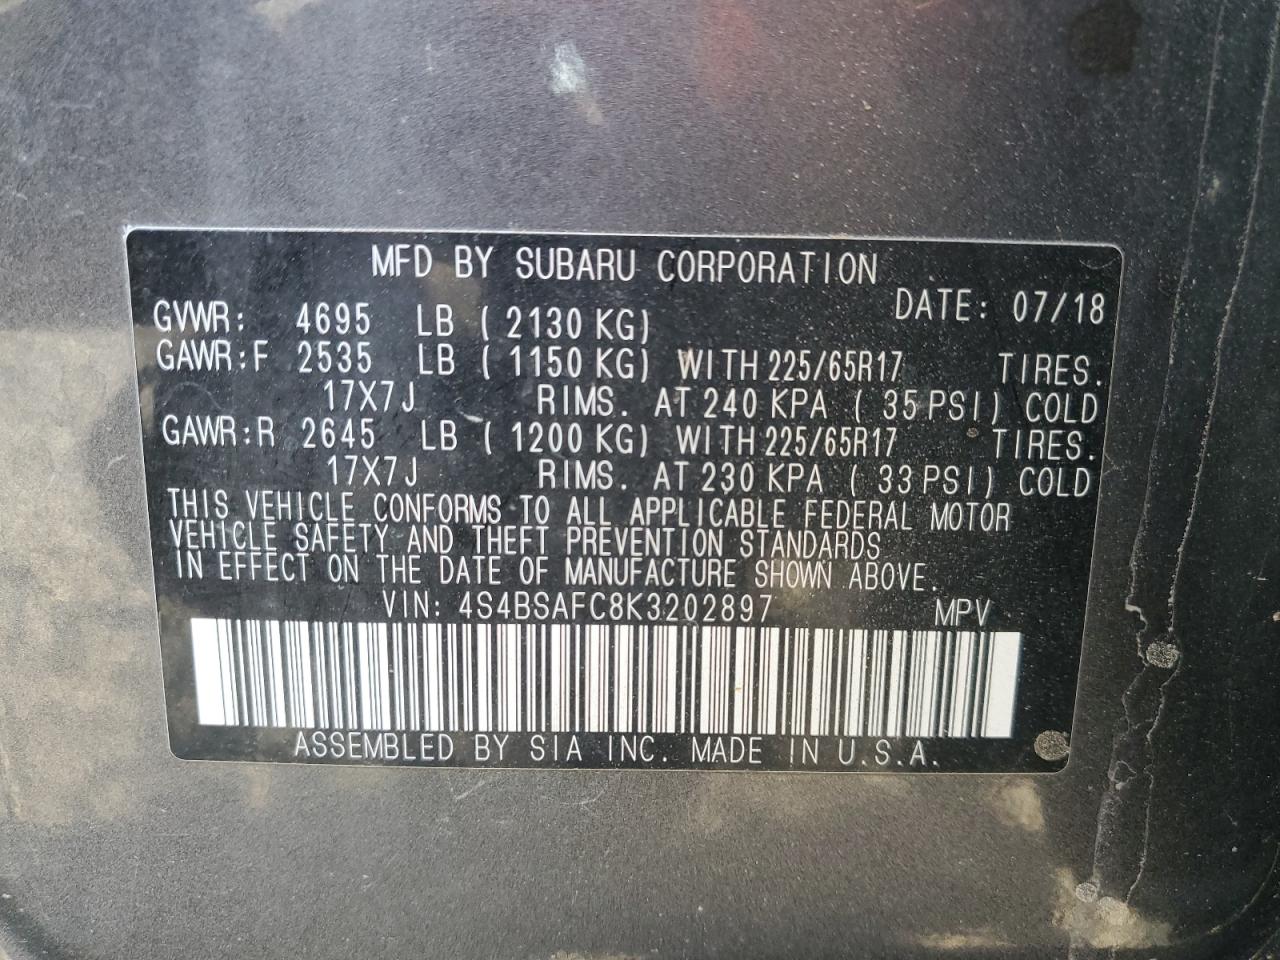 MFD BY SUBARU CORPORATION
DATE: 07/18
GVWR: 4695 LB ( 2130 KG)
GAWR:F 2535 LB ( 1150 KG) WITH 225/65R17 TIRES.
17X7J RIMS. AT 240 KPA ( 35 PSI) COLD
GAWR:R 2645 LB ( 1200 KG) WITH 225/65R17 TIRES.
17X7J RIMS. AT 230 KPA ( 33 PSI) COLD
THIS VEHICLE CONFORMS TO ALL APPLICABLE FEDERAL MOTOR
VEHICLE SAFETY AND THEFT PREVENTION STANDARDS
IN EFFECT ON THE DATE OF MANUFACTURE SHOWN ABOVE.
VIN: 4S4BSAFC8K3202897 MPV
ASSEMBLED BY SIA INC. MADE IN U.S.A.